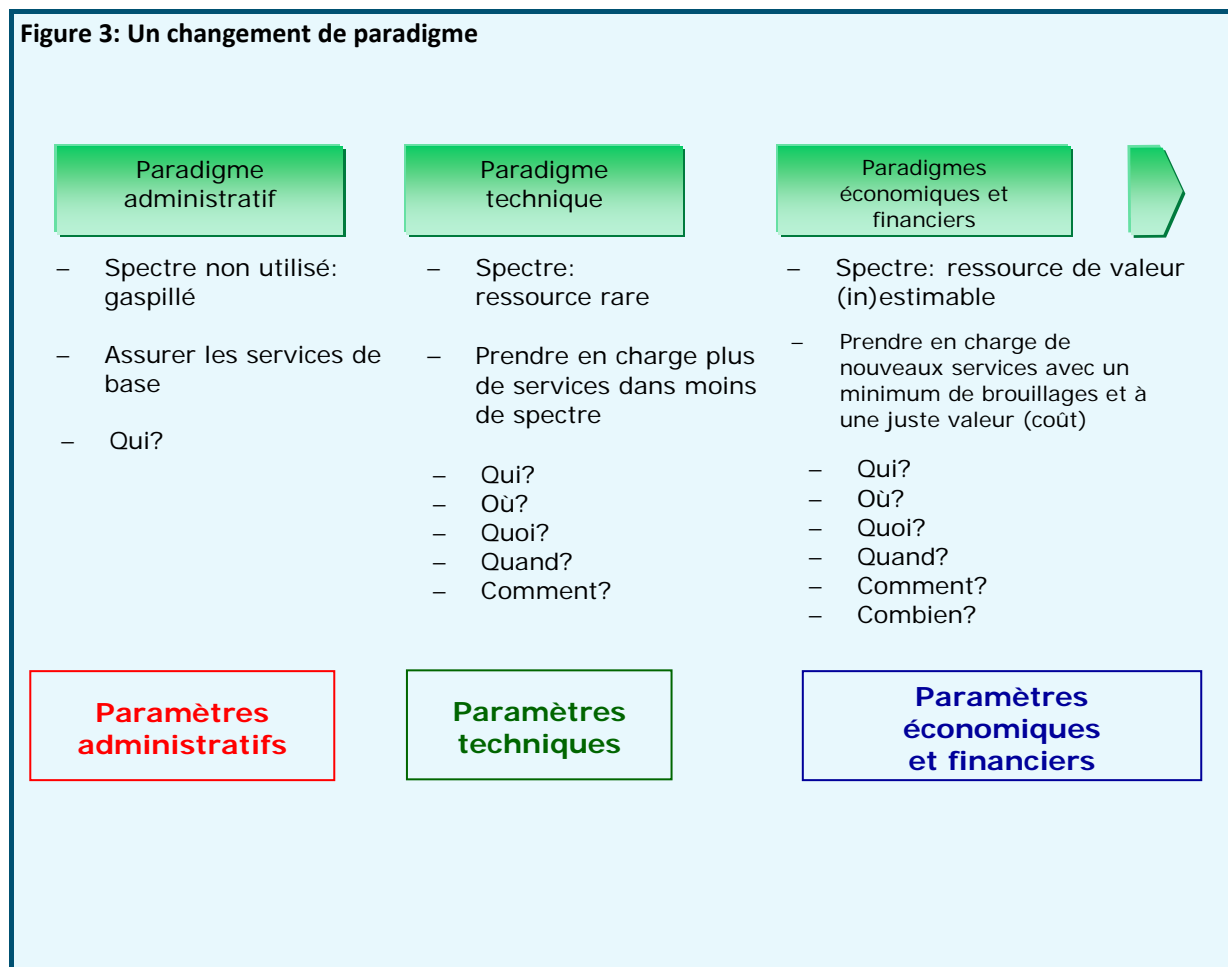 Figure 3: Un changement de paradigme
Paradigme
administratif
– Spectre non utilisé:
gaspillé
– Assurer les services de
base
– Qui?
Paramètres
administratifs
Paradigme
technique
– Spectre:
ressource rare
– Prendre en charge plus
de services dans moins
de spectre
– Qui?
– Où?
– Quoi?
– Quand?
– Comment?
Paramètres
techniques
Paradigmes
économiques et
financiers
– Spectre: ressource de valeur
(in)estimable
– Prendre en charge de
nouveaux services avec un
minimum de brouillages et à
une juste valeur (coût)
– Qui?
– Où?
– Quoi?
– Quand?
– Comment?
– Combien?
Paramètres
économiques
et financiers